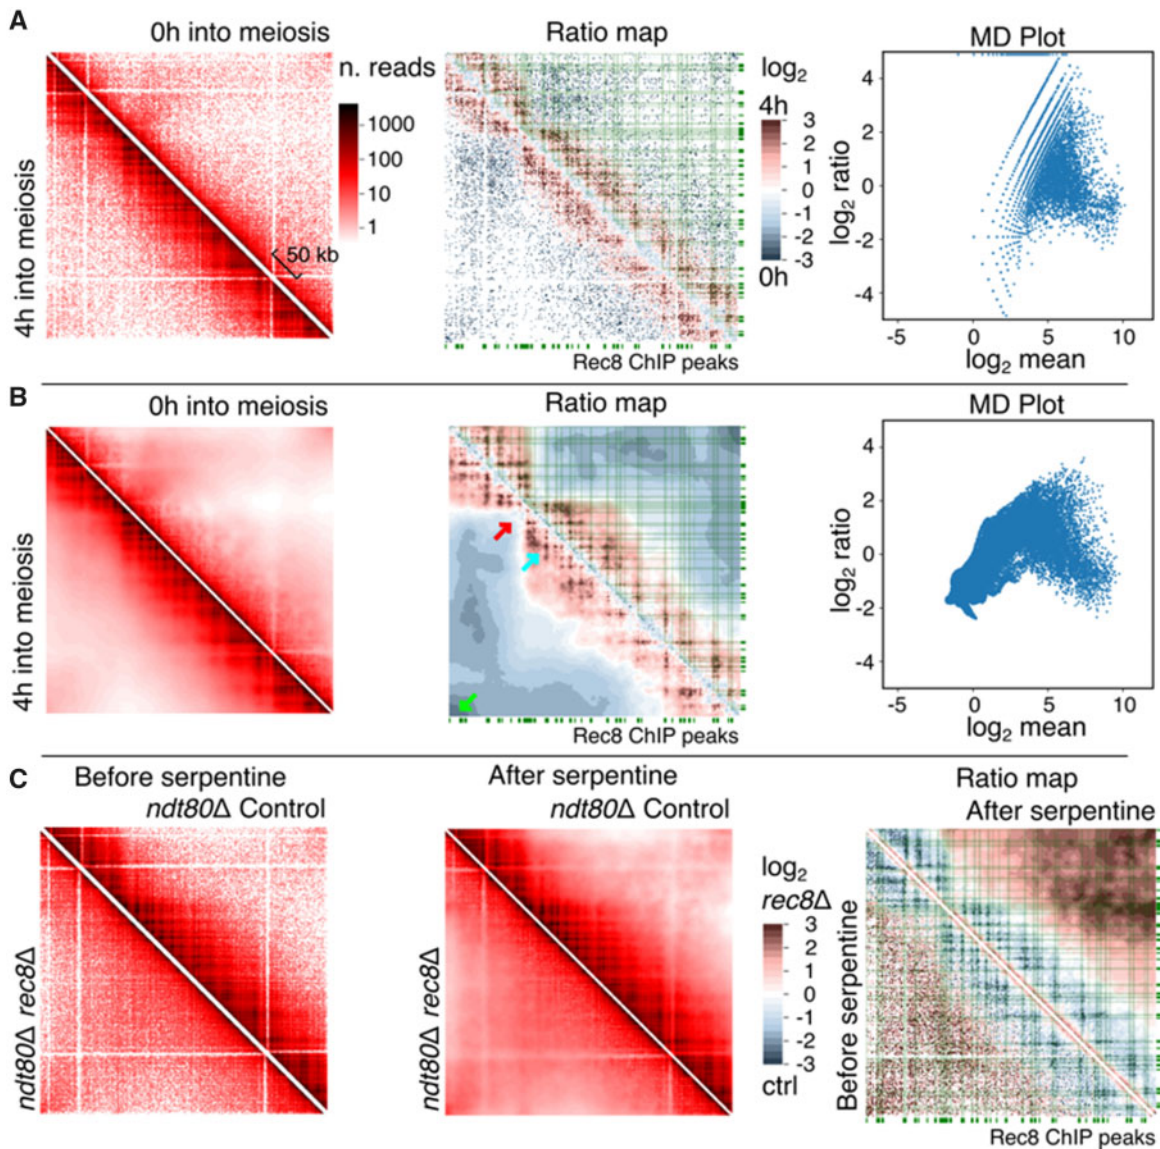 A
0h into meiosis
4h into meiosis
n. reads
1000
100
10
1
50 kb
Ratio map
Rec8 ChIP peaks
log2
4h
3
2
1
0
-1
-2
-3
0h
MD Plot
log2 ratio
4
2
0
-2
-4
-5 0 5 10
log2 mean
B
0h into meiosis
4h into meiosis
Ratio map
Rec8 ChIP peaks
MD Plot
log2 ratio
4
2
0
-2
-4
-5 0 5 10
log2 mean
C
Before serpentine
ndt80Δ Control
ndt80Δ rec8Δ
After serpentine
ndt80Δ Control
ndt80Δ rec8Δ
log2
rec8Δ
3
2
1
0
-1
-2
-3
ctrl
Ratio map
After serpentine
Before serpentine
Rec8 ChIP peaks